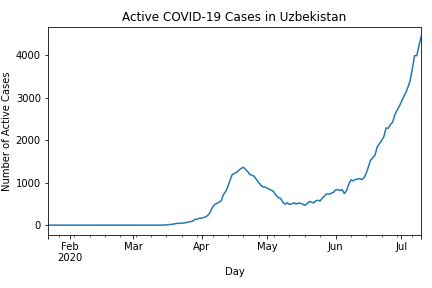 Active COVID-19 Cases in Uzbekistan
Number of Active Cases
4000
3000
2000
1000
0
Feb
2020
Mar
Apr
May
Jun
Jul
Day